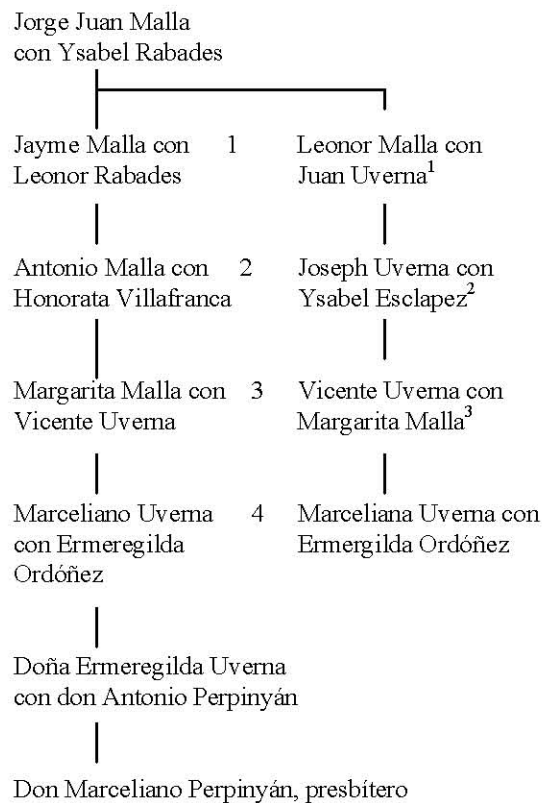 Jorge Juan Malla
con Ysabel Rabades
Jayme Malla con 1 Leonor Malla con
Leonor Rabades Juan Uverna¹
Antonio Malla con 2 Joseph Uverna con
Honorata Villafranca Ysabel Esclapez²
Margarita Malla con 3 Vicente Uverna con
Vicente Uverna Margarita Malla³
Marceliano Uverna 4 Marceliana Uverna con
con Ermeregilda Ermergilda Ordóñez
Ordóñez
Doña Ermeregilda Uverna
con don Antonio Perpinyán
Don Marceliano Perpinyán, presbítero